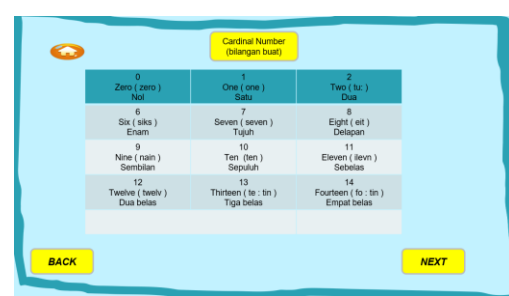 Cardinal Number
(bilangan buat)
0
Zero ( zero )
Nol
1
One ( one )
Satu
2
Two ( tu: )
Dua
6
Six ( siks )
Enam
7
Seven ( seven )
Tujuh
8
Eight ( eit )
Delapan
9
Nine ( nain )
Sembilan
10
Ten  (ten )
Sepuluh
11
Eleven ( ilevn )
Sebelas
12
Twelve ( twelv )
Dua belas
13
Thirteen ( te : tin )
Tiga belas
14
Fourteen ( fo : tin )
Empat belas
BACK
NEXT